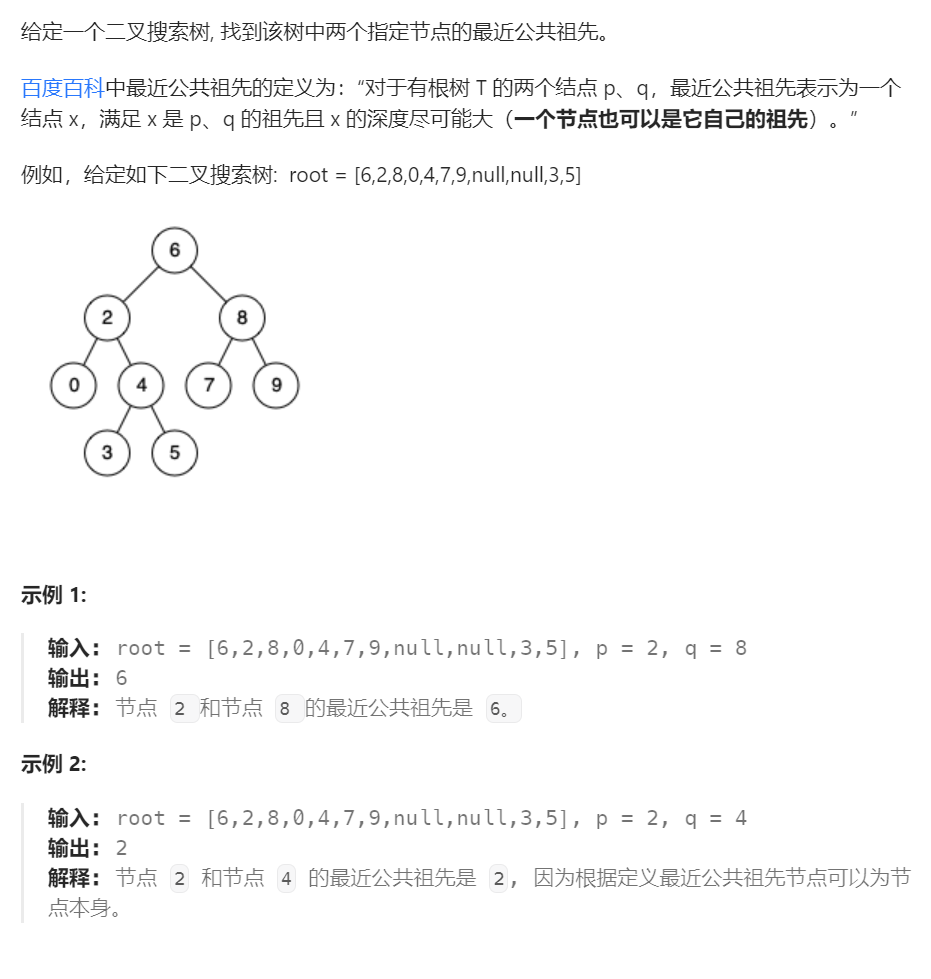 给定一个二叉搜索树, 找到该树中两个指定节点的最近公共祖先。
百度百科中最近公共祖先的定义为：“对于有根树 T 的两个结点 p、q，最近公共祖先表示为一个
结点 x，满足 x 是 p、q 的祖先且 x 的深度尽可能大（一个节点也可以是它自己的祖先）。”
例如，给定如下二叉搜索树:  root = [6,2,8,0,4,7,9,null,null,3,5]
6
2 8
0 4 7 9
3 5
示例 1:
输入: root = [6,2,8,0,4,7,9,null,null,3,5], p = 2, q = 8
输出: 6
解释: 节点 2 和节点 8 的最近公共祖先是 6。
示例 2:
输入: root = [6,2,8,0,4,7,9,null,null,3,5], p = 2, q = 4
输出: 2
解释: 节点 2 和节点 4 的最近公共祖先是 2, 因为根据定义最近公共祖先节点可以为节
点本身。